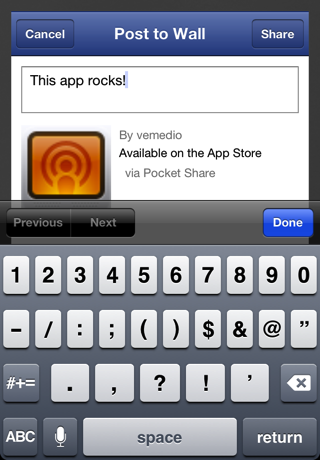 Cancel Post to Wall Share
This app rocks!
By vemedio
Available on the App Store
via Pocket Share
Previous Next Done
1 2 3 4 5 6 7 8 9 0
- / : ; ( ) $ & @ ”
#+= . , ? ! ’
ABC space return